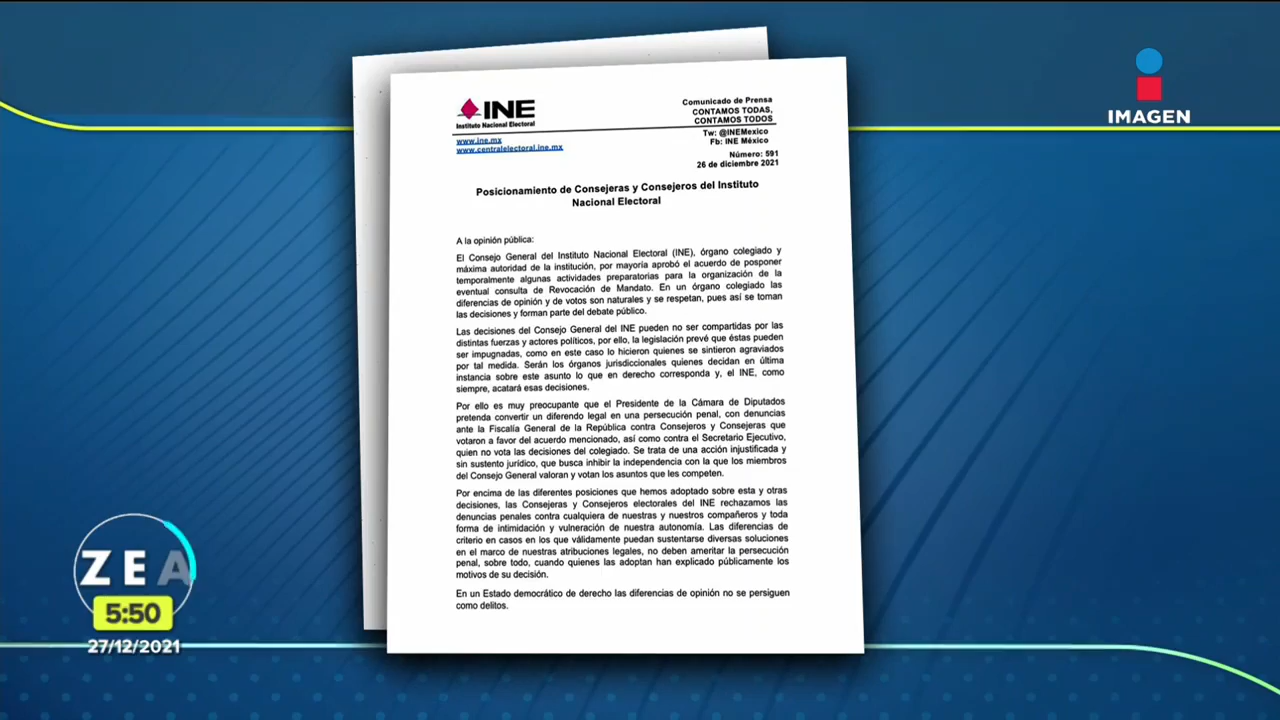 IMAGEN
INE
Instituto Nacional Electoral
www.ine.mx
www.centralelectoral.ine.mx
Comunicado de Prensa
CONTAMOS TODAS,
CONTAMOS TODOS
Tw: @INEMexico
Fb: INE México
Número: 591
26 de diciembre 2021
Posicionamiento de Consejeras y Consejeros del Instituto
Nacional Electoral
A la opinión pública:
El Consejo General del Instituto Nacional Electoral (INE), órgano colegiado y
máxima autoridad de la institución, por mayoría aprobó el acuerdo de posponer
temporalmente algunas actividades preparatorias para la organización de la
eventual consulta de Revocación de Mandato. En un órgano colegiado las
diferencias de opinión y de votos son naturales y se respetan, pues así se toman
las decisiones y forman parte del debate público.
Las decisiones del Consejo General del INE pueden no ser compartidas por las
distintas fuerzas y actores políticos, por ello, la legislación prevé que éstas pueden
ser impugnadas, como en este caso lo hicieron quienes se sintieron agraviados
por tal medida. Serán los órganos jurisdiccionales quienes decidan en última
instancia sobre este asunto lo que en derecho corresponda y, el INE, como
siempre, acatará esas decisiones.
Por ello es muy preocupante que el Presidente de la Cámara de Diputados
pretenda convertir un diferendo legal en una persecución penal, con denuncias
ante la Fiscalía General de la República contra Consejeros y Consejeras que
votaron a favor del acuerdo mencionado, así como contra el Secretario Ejecutivo,
quien no vota las decisiones del colegiado. Se trata de una acción injustificada y
sin sustento jurídico, que busca inhibir la independencia con la que los miembros
del Consejo General valoran y votan los asuntos que les competen.
Por encima de las diferentes posiciones que hemos adoptado sobre esta y otras
decisiones, las Consejeras y Consejeros electorales del INE rechazamos las
denuncias penales contra cualquiera de nuestras y nuestros compañeros y toda
forma de intimidación y vulneración de nuestra autonomía. Las diferencias de
criterio en casos en los que válidamente puedan sustentarse diversas soluciones
en el marco de nuestras atribuciones legales, no deben ameritar la persecución
penal, sobre todo, cuando quienes las adoptan han explicado públicamente los
motivos de su decisión.
En un Estado democrático de derecho las diferencias de opinión no se persiguen
como delitos.
ZEA
5:50
27/12/2021